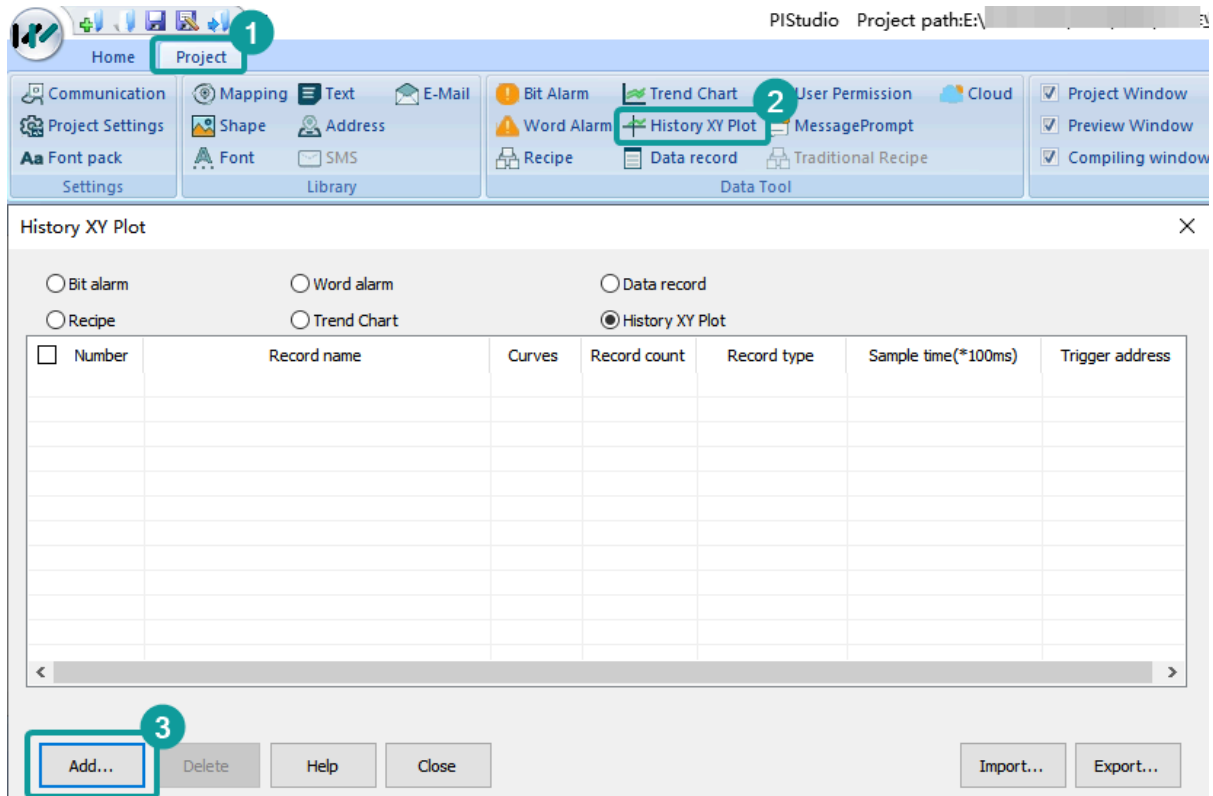 PIStudio Project path:E:\
1
Home Project
Communication Mapping Text E-Mail Bit Alarm Trend Chart 2 User Permission Cloud Project Window
Project Settings Shape Address Word Alarm History XY Plot MessagePrompt Preview Window
Aa Font pack Font SMS Recipe Data record Traditional Recipe Compiling window
Settings Library Data Tool
History XY Plot
Bit alarm Word alarm Data record
Recipe Trend Chart History XY Plot
Number Record name Curves Record count Record type Sample time(*100ms) Trigger address
3
Add... Delete Help Close Import... Export...